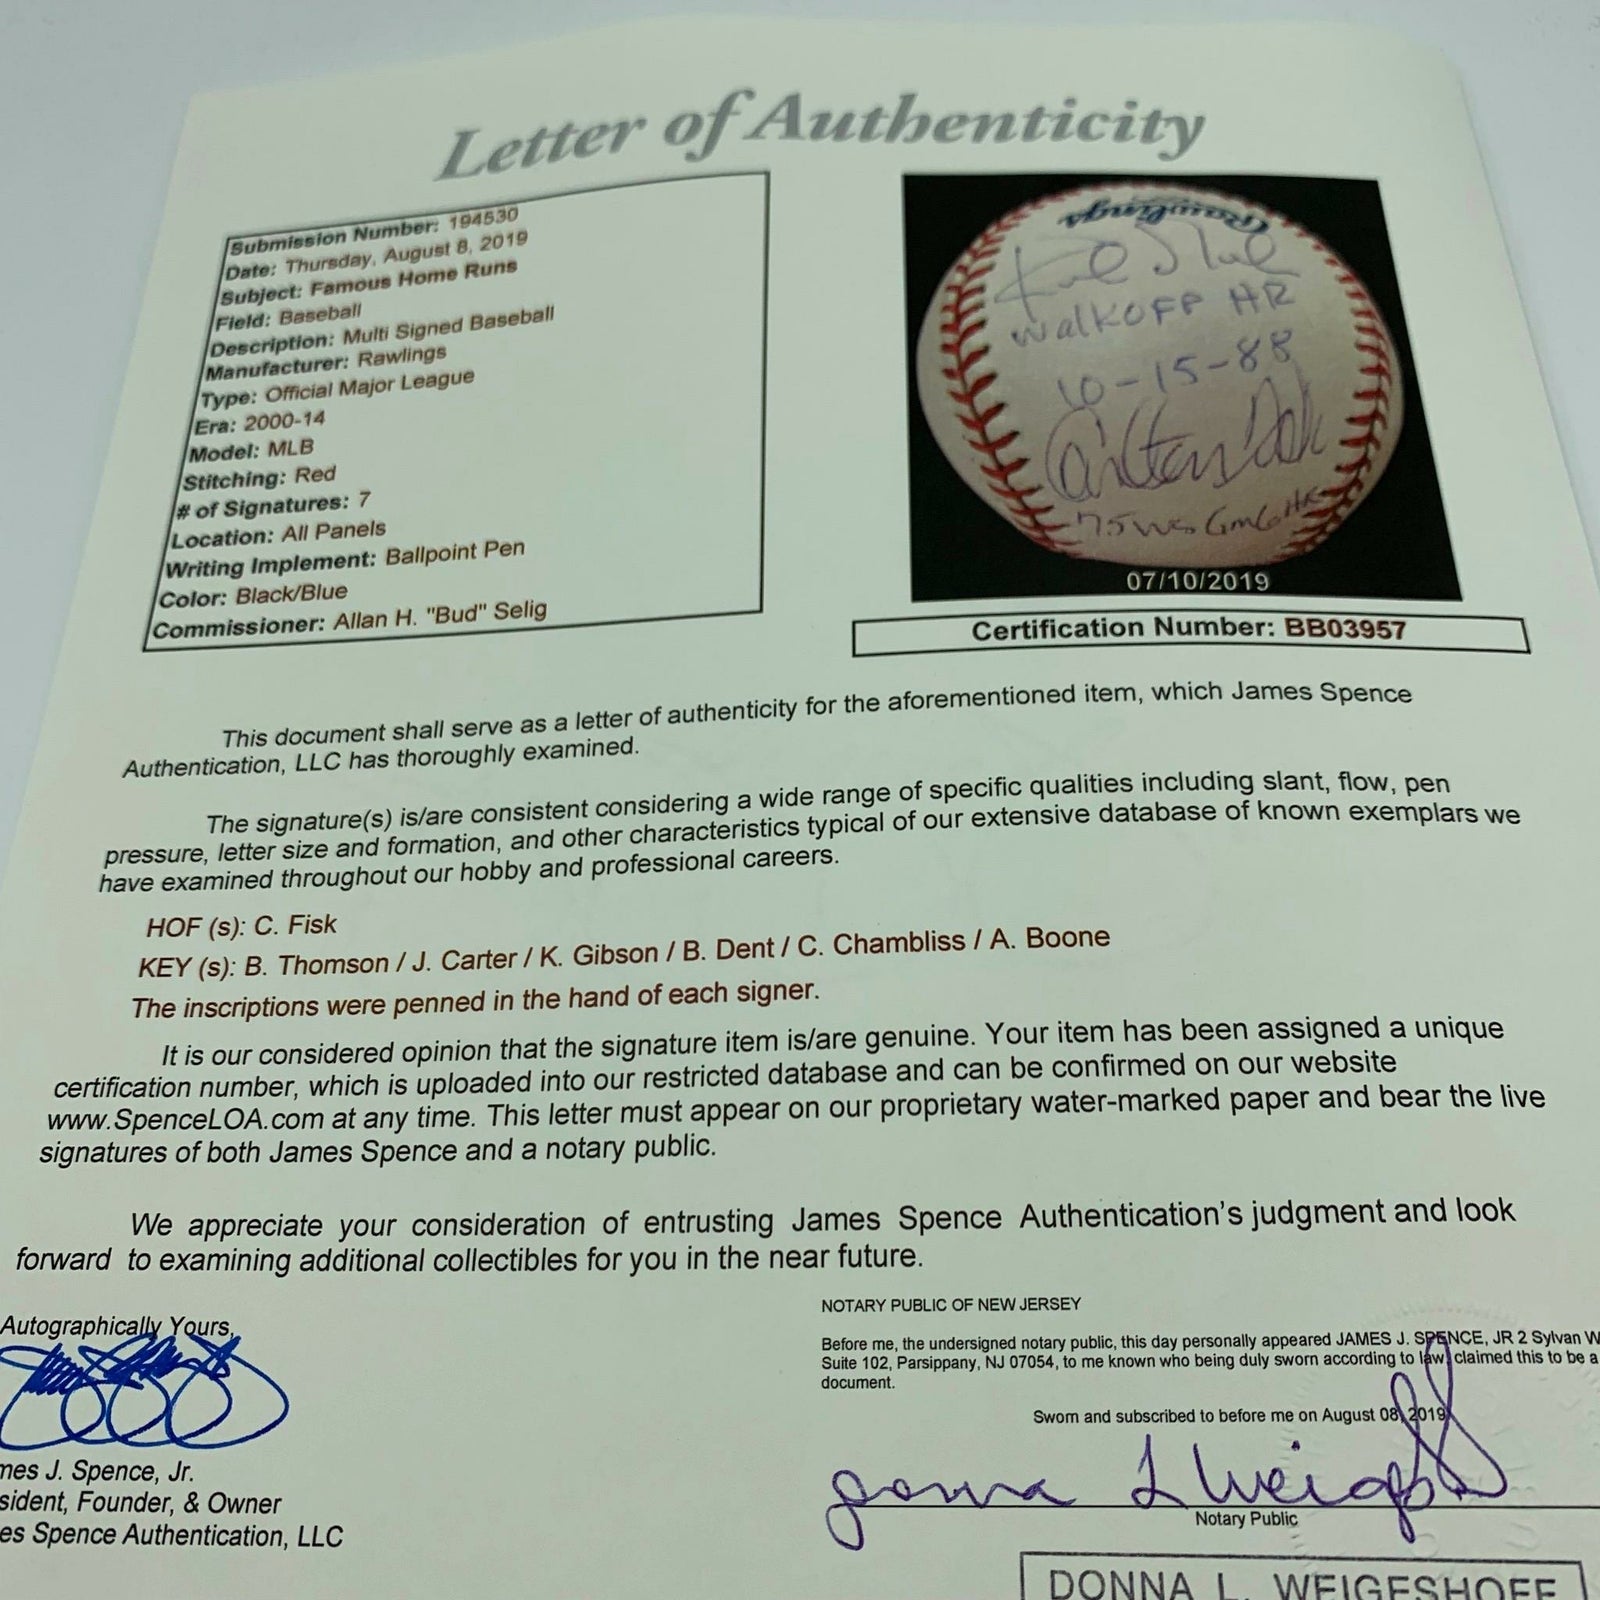 Letter of Authenticity
Submission Number: 194530
Date: Thursday, August 8, 2019
Subject: Famous Home Runs
Field: Baseball
Description: Multi Signed Baseball
Manufacturer: Rawlings
Type: Official Major League
Era: 2000-14
Model: MLB
Stitching: Red
# of Signatures: 7
Location: All Panels
Writing Implement: Ballpoint Pen
Color: Black/Blue
Commissioner: Allan H. "Bud" Selig
Rawlings
WalkOFF HR
10-15-88
Carlton Fisk
75 WS Gm6 HR
07/10/2019
Certification Number: BB03957
This document shall serve as a letter of authenticity for the aforementioned item, which James Spence
Authentication, LLC has thoroughly examined.
The signature(s) is/are consistent considering a wide range of specific qualities including slant, flow, pen
pressure, letter size and formation, and other characteristics typical of our extensive database of known exemplars we
have examined throughout our hobby and professional careers.
HOF (s): C. Fisk
KEY (s): B. Thomson / J. Carter / K. Gibson / B. Dent / C. Chambliss / A. Boone
The inscriptions were penned in the hand of each signer.
It is our considered opinion that the signature item is/are genuine. Your item has been assigned a unique
certification number, which is uploaded into our restricted database and can be confirmed on our website
www.SpenceLOA.com at any time. This letter must appear on our proprietary water-marked paper and bear the live
signatures of both James Spence and a notary public.
We appreciate your consideration of entrusting James Spence Authentication's judgment and look
forward to examining additional collectibles for you in the near future.
Autographically Yours,
mes J. Spence, Jr.
sident, Founder, & Owner
es Spence Authentication, LLC
NOTARY PUBLIC OF NEW JERSEY
Before me, the undersigned notary public, this day personally appeared JAMES J. SPENCE, JR 2 Sylvan W
Suite 102, Parsippany, NJ 07054, to me known who being duly sworn according to law, claimed this to be a
document.
Sworn and subscribed to before me on August 08, 2019
Donna L Weigeshoff
Notary Public
DONNA L. WEIGESHOFF